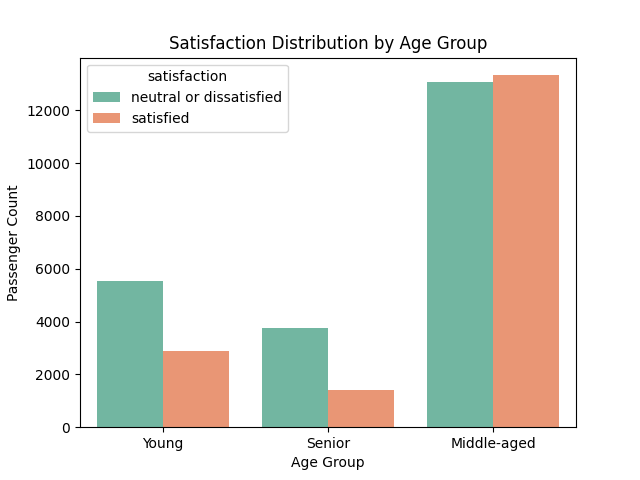 Satisfaction Distribution by Age Group
satisfaction
neutral or dissatisfied
satisfied
Passenger Count
12000
10000
8000
6000
4000
2000
0
Young
Senior
Middle-aged
Age Group